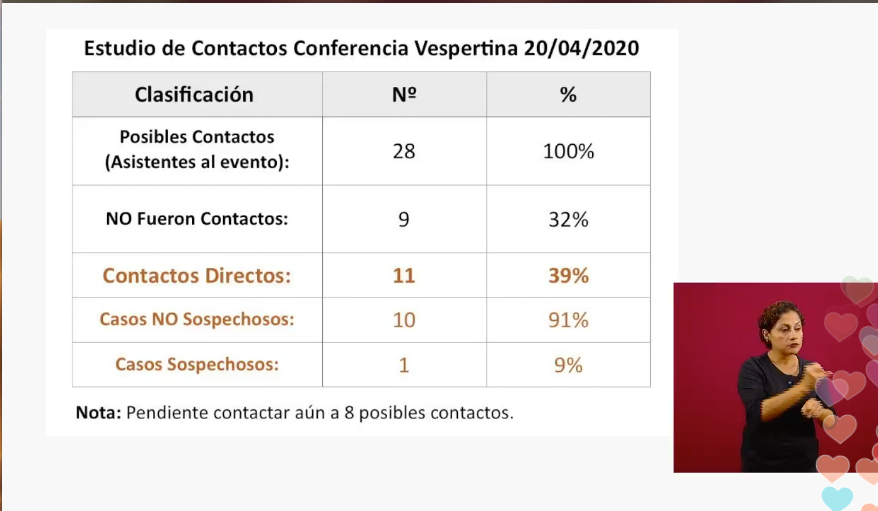 Estudio de Contactos Conferencia Vespertina 20/04/2020
Clasificación Nº %
Posibles Contactos
(Asistentes al evento): 28 100%
NO Fueron Contactos: 9 32%
Contactos Directos: 11 39%
Casos NO Sospechosos: 10 91%
Casos Sospechosos: 1 9%
Nota: Pendiente contactar aún a 8 posibles contactos.